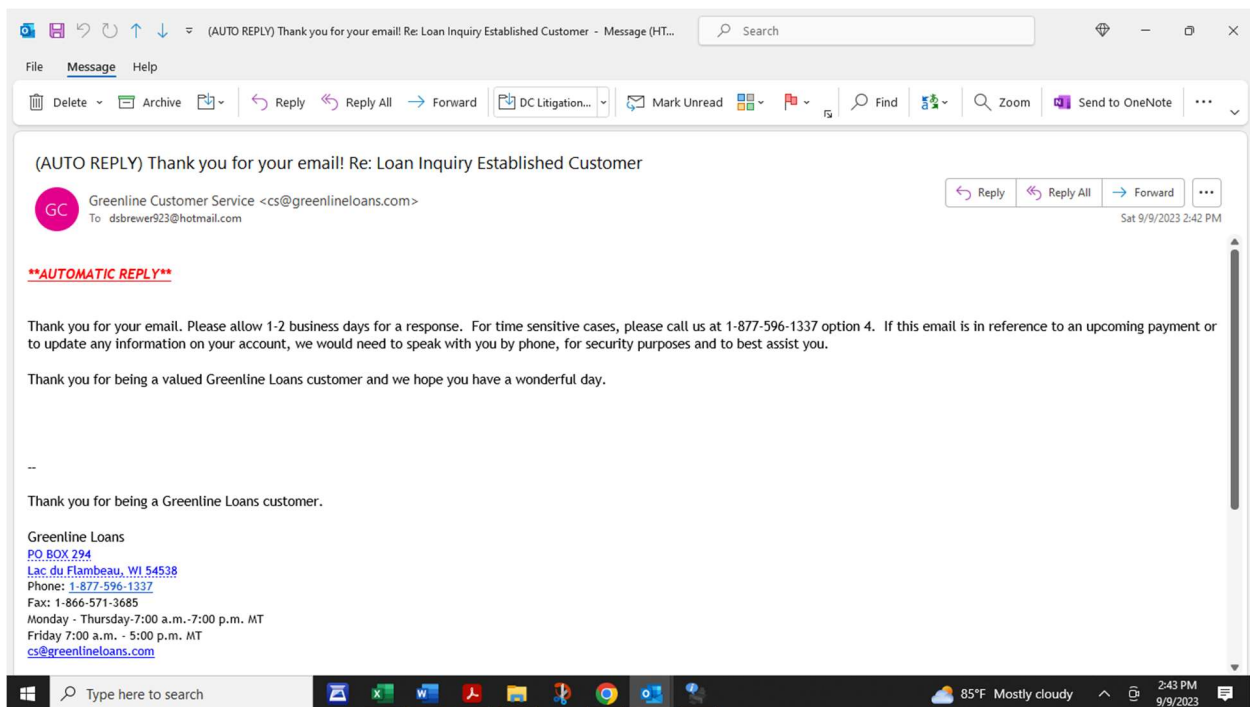 (AUTO REPLY) Thank you for your email! Re: Loan Inquiry Established Customer - Message (HT...
Search
File Message Help
Delete Archive Reply Reply All Forward DC Litigation... Mark Unread Find Zoom Send to OneNote ...
(AUTO REPLY) Thank you for your email! Re: Loan Inquiry Established Customer
GC
Greenline Customer Service <cs@greenlineloans.com>
To dsbrewer923@hotmail.com
Reply Reply All Forward ...
Sat 9/9/2023 2:42 PM
**AUTOMATIC REPLY**
Thank you for your email. Please allow 1-2 business days for a response. For time sensitive cases, please call us at 1-877-596-1337 option 4. If this email is in reference to an upcoming payment or
to update any information on your account, we would need to speak with you by phone, for security purposes and to best assist you.
Thank you for being a valued Greenline Loans customer and we hope you have a wonderful day.
--
Thank you for being a Greenline Loans customer.
Greenline Loans
PO BOX 294
Lac du Flambeau, WI 54538
Phone: 1-877-596-1337
Fax: 1-866-571-3685
Monday - Thursday-7:00 a.m.-7:00 p.m. MT
Friday 7:00 a.m. - 5:00 p.m. MT
cs@greenlineloans.com
Type here to search
85°F Mostly cloudy
2:43 PM
9/9/2023